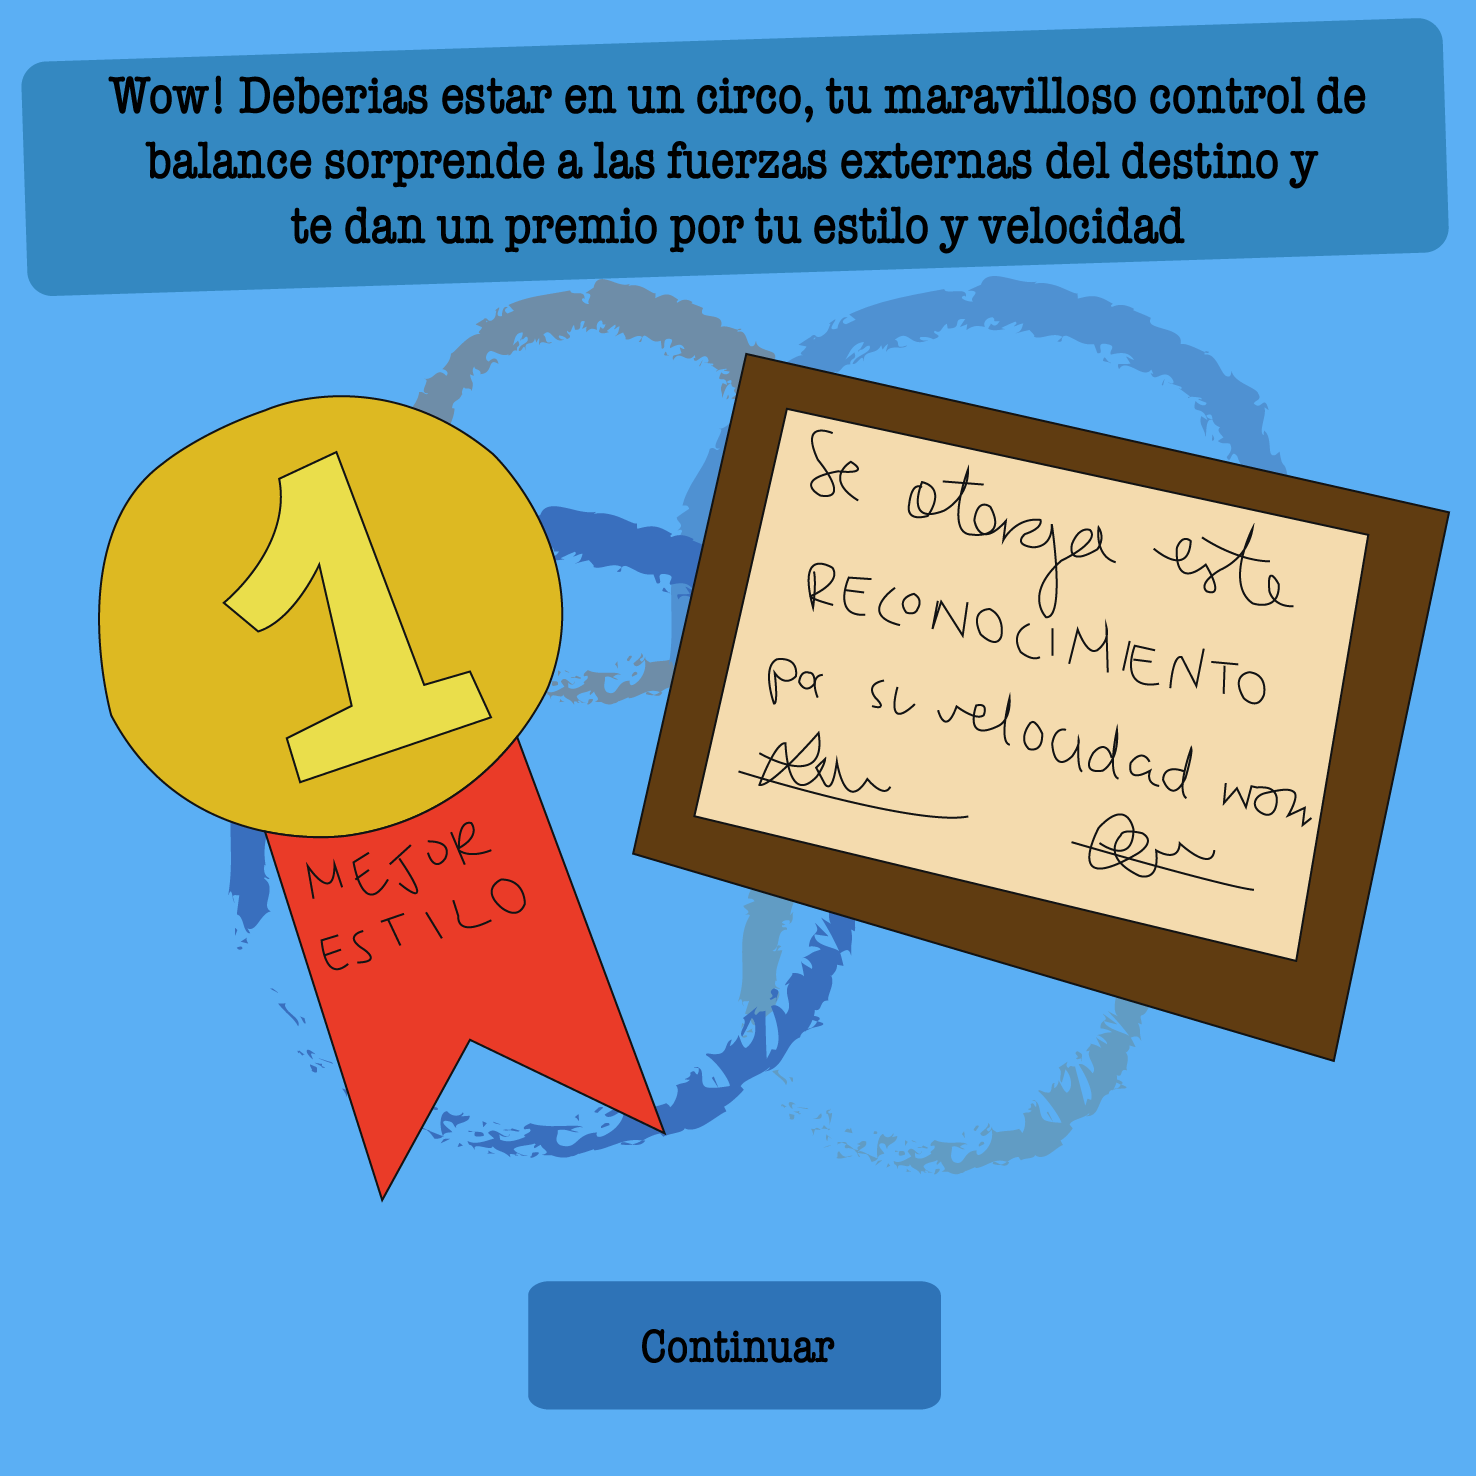 Wow! Deberias estar en un circo, tu maravilloso control de
balance sorprende a las fuerzas externas del destino y
te dan un premio por tu estilo y velocidad
1
MEJOR
ESTILO
Se otorga este
RECONOCIMIENTO
por su velocidad wow
Continuar